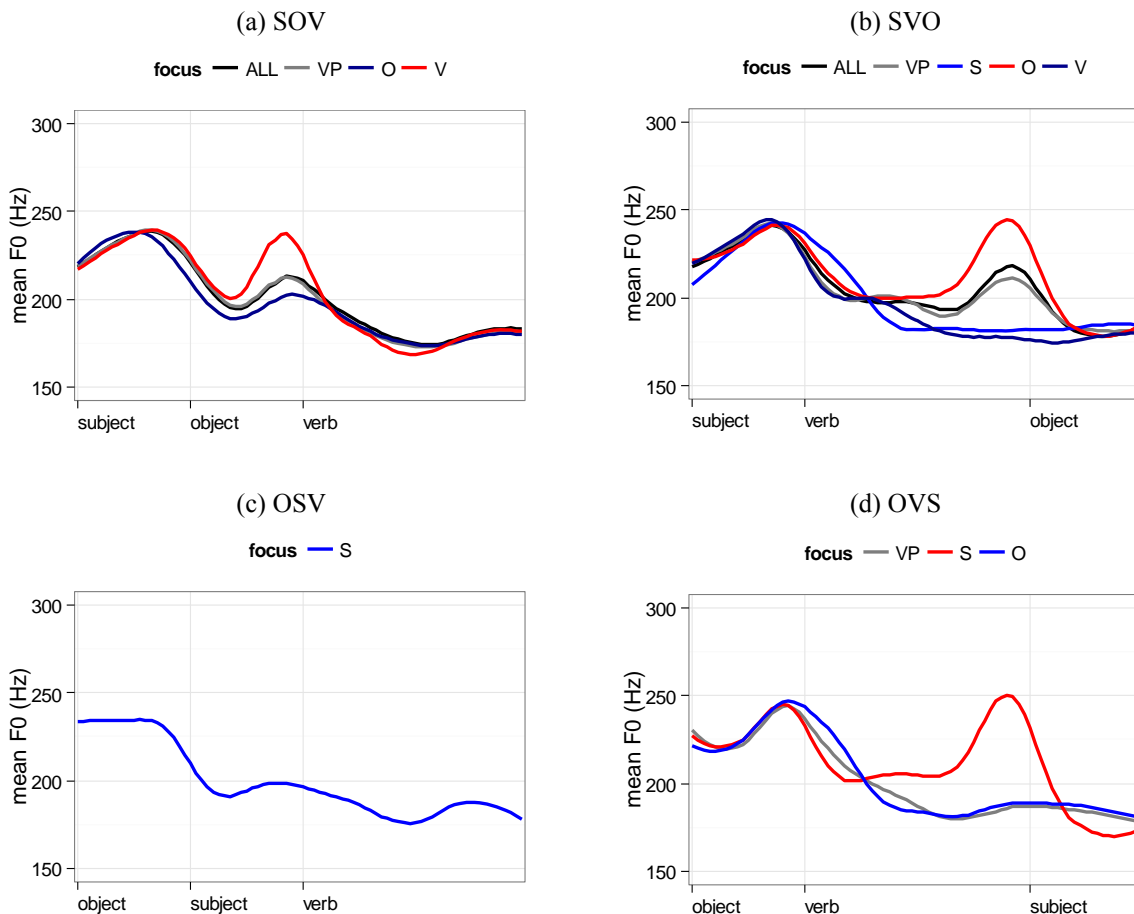 (a) SOV
focus ALL VP O V
mean F0 (Hz)
300
250
200
150
subject object verb
(b) SVO
focus ALL VP S O V
mean F0 (Hz)
300
250
200
150
subject verb object
(c) OSV
focus S
mean F0 (Hz)
300
250
200
150
object subject verb
(d) OVS
focus VP S O
mean F0 (Hz)
300
250
200
150
object verb subject